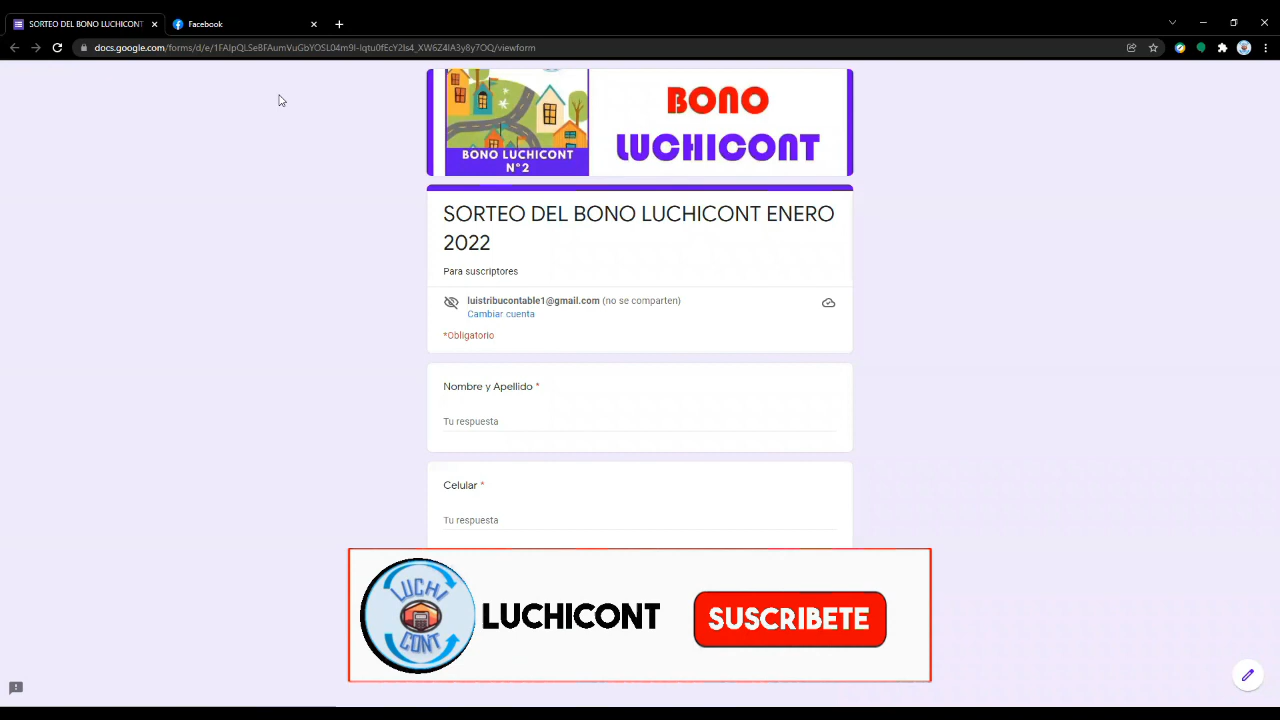 SORTEO DEL BONO LUCHICONT
Facebook
docs.google.com/forms/d/e/1FAIpQLSeBFAumVuGbYOSL04m9I-Iqtu0fEcY2Is4_XW6Z4IA3y8y7OQ/viewform
BONO LUCHICONT
N°2
BONO
LUCHICONT
SORTEO DEL BONO LUCHICONT ENERO
2022
Para suscriptores
luistribucontable1@gmail.com (no se comparten)
Cambiar cuenta
*Obligatorio
Nombre y Apellido *
Tu respuesta
Celular *
Tu respuesta
LUCHI
CONT
LUCHICONT
SUSCRIBETE